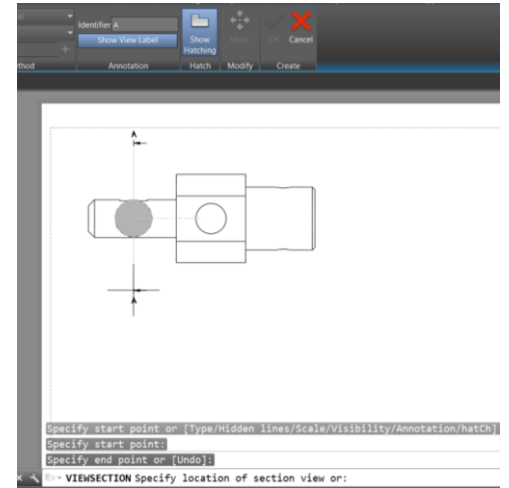 Identifier A
Show View Label
Show
Hatching
Move
OK
Cancel
thod
Annotation
Hatch
Modify
Create
A
A
Specify start point or [Type/Hidden lines/Scale/Visibility/Annotation/hatCh]
Specify start point:
Specify end point or [Undo]:
VIEWSECTION Specify location of section view or: